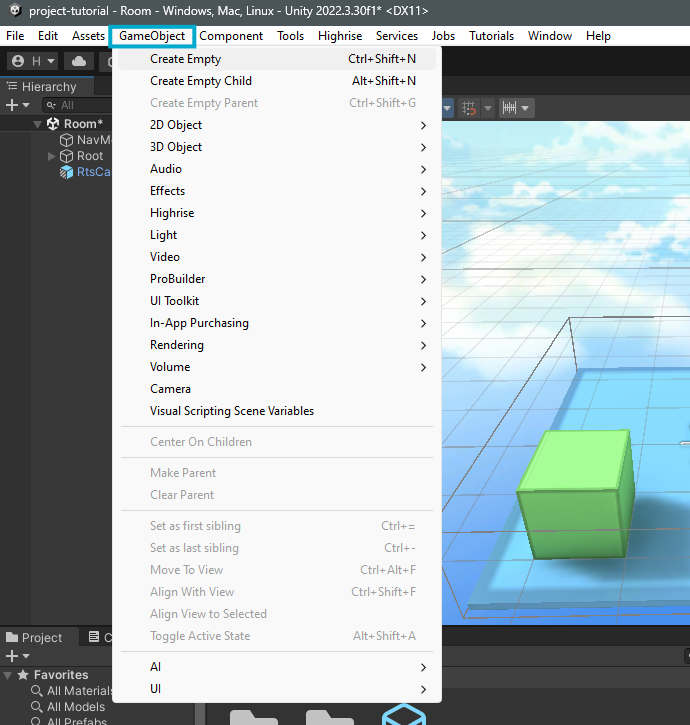 project-tutorial - Room - Windows, Mac, Linux - Unity 2022.3.30f1* <DX11>
File Edit Assets GameObject Component Tools Highrise Services Jobs Tutorials Window Help
H
Hierarchy
All
Room*
Root
Create Empty Ctrl+Shift+N
Create Empty Child Alt+Shift+N
Create Empty Parent Ctrl+Shift+G
2D Object
3D Object
Audio
Effects
Highrise
Light
Video
ProBuilder
UI Toolkit
In-App Purchasing
Rendering
Volume
Camera
Visual Scripting Scene Variables
Center On Children
Make Parent
Clear Parent
Set as first sibling Ctrl+=
Set as last sibling Ctrl+-
Move To View Ctrl+Alt+F
Align With View Ctrl+Shift+F
Align View to Selected
Toggle Active State Alt+Shift+A
AI
UI
Project
Favorites
All Materials
All Models
All Prefabs